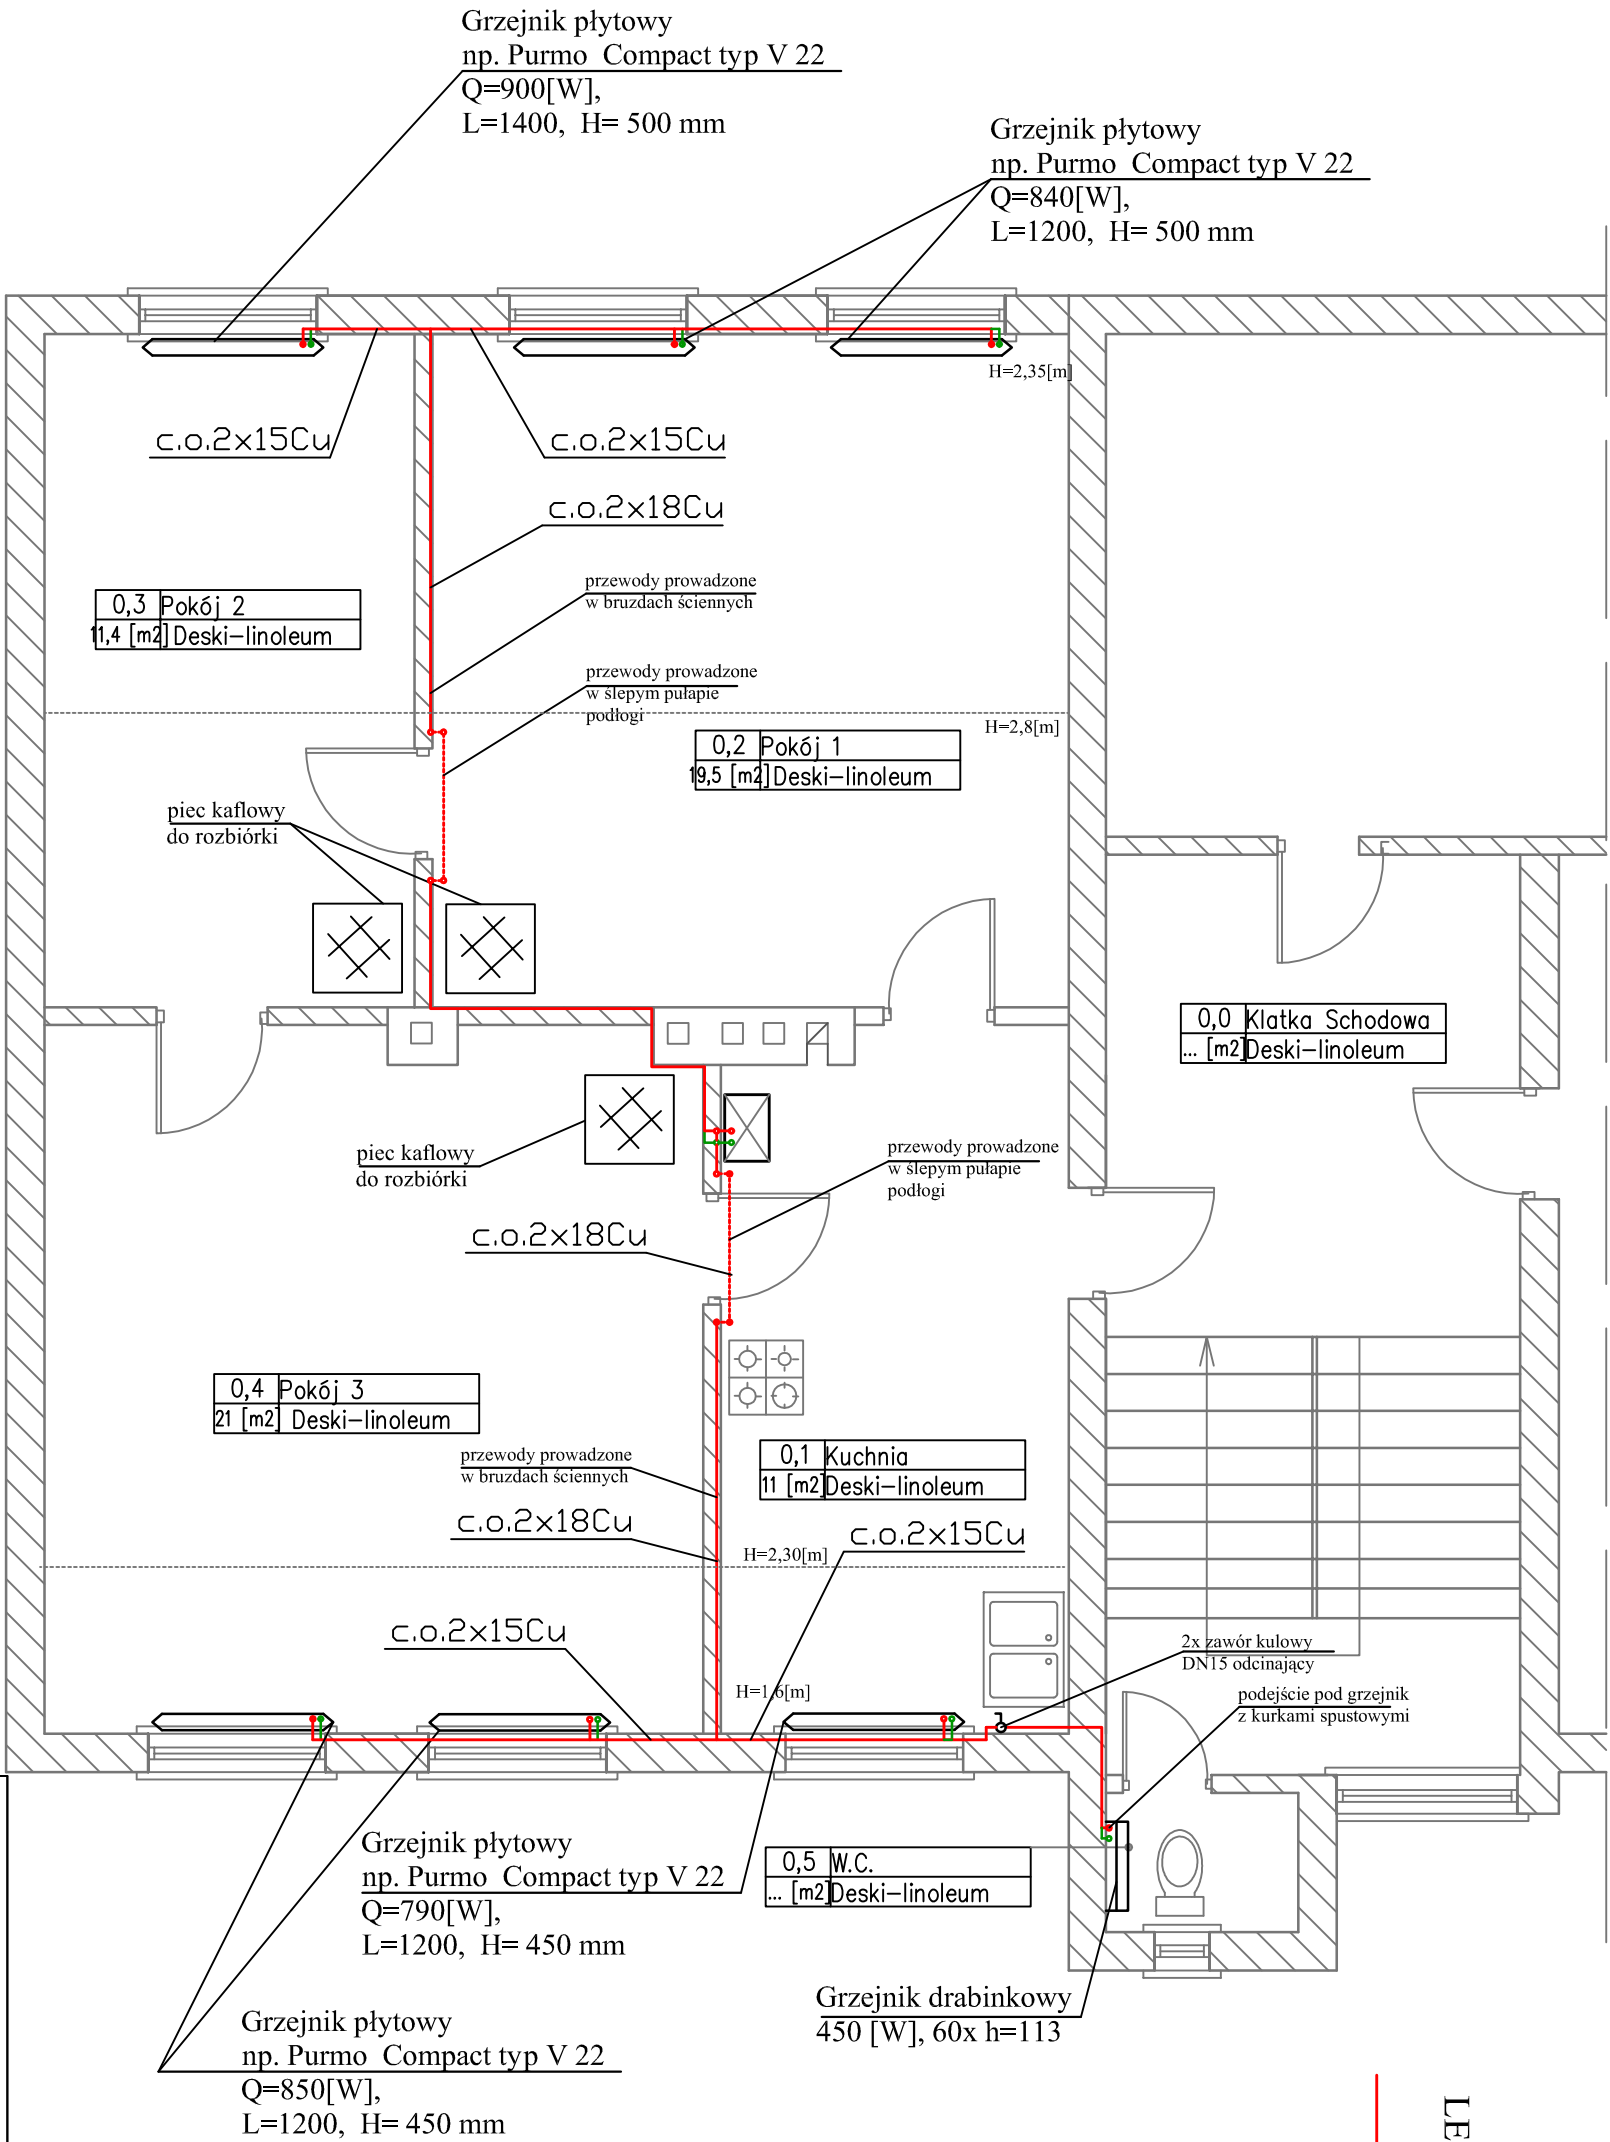 Grzejnik płytowy
np. Purmo Compact typ V 22
Q=900[W],
L=1400, H= 500 mm
Grzejnik płytowy
np. Purmo Compact typ V 22
Q=840[W],
L=1200, H= 500 mm
H=2,35[m]
c.o.2x15Cu
c.o.2x15Cu
c.o.2x18Cu
przewody prowadzone
w bruzdach ściennych
0,3 Pokój 2
11,4 [m2] Deski-linoleum
przewody prowadzone
w ślepym pułapie
podłogi
H=2,8[m]
0,2 Pokój 1
19,5 [m2] Deski-linoleum
piec kaflowy
do rozbiórki
0,0 Klatka Schodowa
... [m2] Deski-linoleum
piec kaflowy
do rozbiórki
przewody prowadzone
w ślepym pułapie
podłogi
c.o.2x18Cu
0,4 Pokój 3
21 [m2] Deski-linoleum
przewody prowadzone
w bruzdach ściennych
0,1 Kuchnia
11 [m2] Deski-linoleum
c.o.2x18Cu
c.o.2x15Cu
H=2,30[m]
c.o.2x15Cu
2x zawór kulowy
DN15 odcinający
H=1,6[m]
podejście pod grzejnik
z kurkami spustowymi
Grzejnik płytowy
np. Purmo Compact typ V 22
Q=790[W],
L=1200, H= 450 mm
0,5 W.C.
... [m2] Deski-linoleum
Grzejnik drabinkowy
450 [W], 60x h=113
Grzejnik płytowy
np. Purmo Compact typ V 22
Q=850[W],
L=1200, H= 450 mm
LE